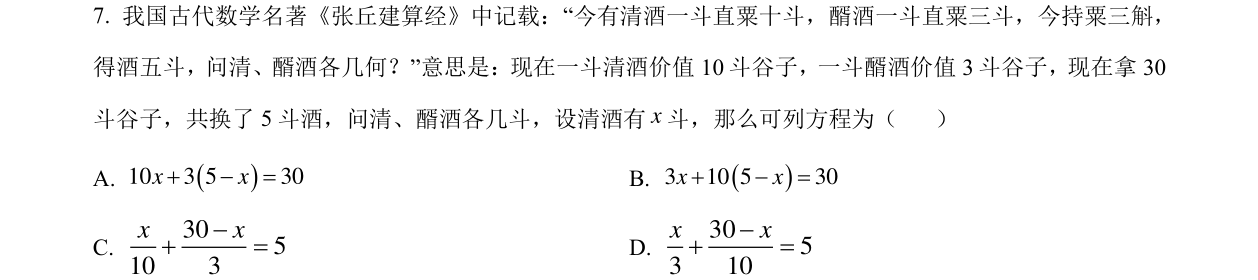 7. 我国古代数学名著《张丘建算经》中记载：“今有清酒一斗直粟十斗，醑酒一斗直粟三斗，今持粟三斛，
得酒五斗，问清、醑酒各几何？”意思是：现在一斗清酒价值 10 斗谷子，一斗醑酒价值 3 斗谷子，现在拿 30
斗谷子，共换了 5 斗酒，问清、醑酒各几斗，设清酒有 x 斗，那么可列方程为（　　）
A. 10x+3(5−x)=30　　B. 3x+10(5−x)=30
C. x/10+(30−x)/3=5　　D. x/3+(30−x)/10=5